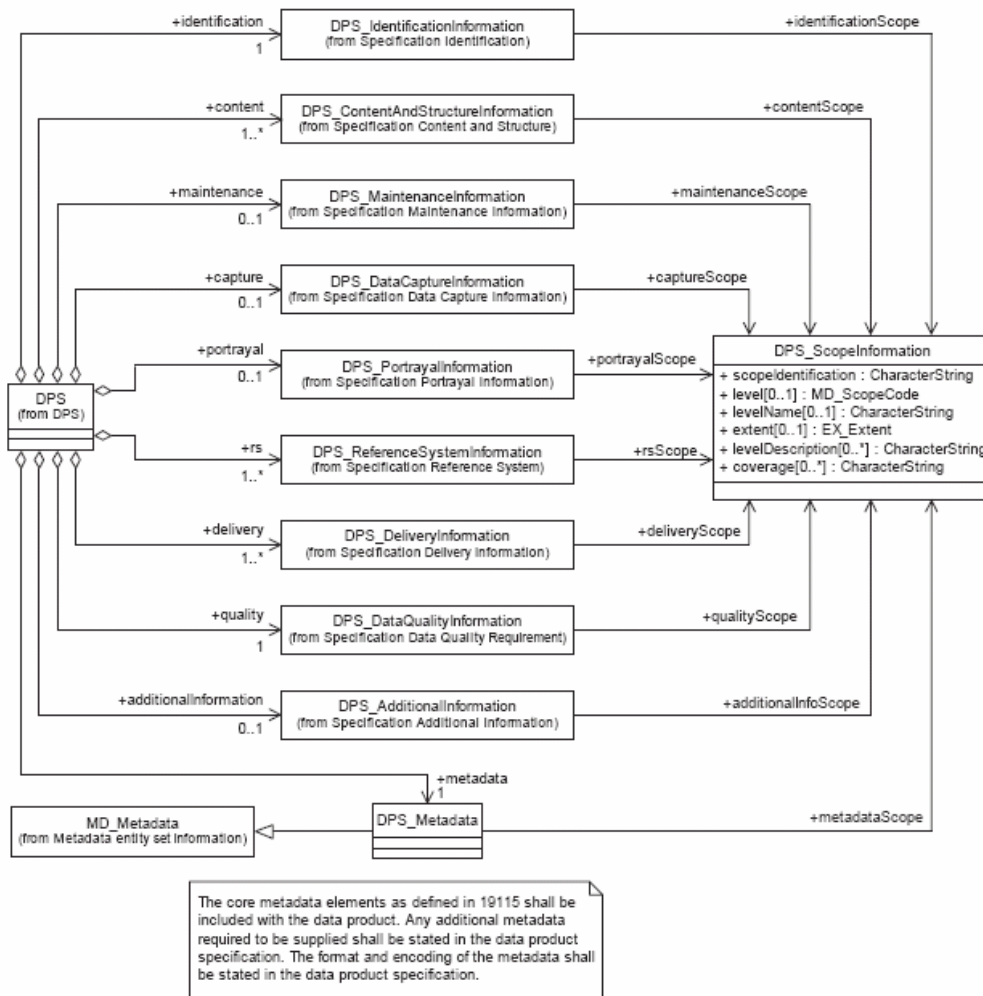 +identification
1
DPS_IdentificationInformation
(from Specification Identification)
+identificationScope
+content
1..*
DPS_ContentAndStructureInformation
(from Specification Content and Structure)
+contentScope
+maintenance
0..1
DPS_MaintenanceInformation
(from Specification Maintenance Information)
+maintenanceScope
+capture
0..1
DPS_DataCaptureInformation
(from Specification Data Capture Information)
+captureScope
+portrayal
0..1
DPS_PortrayalInformation
(from Specification Portrayal Information)
+portrayalScope
DPS_ScopeInformation
+ scopeIdentification : CharacterString
+ level[0..1] : MD_ScopeCode
+ levelName[0..1] : CharacterString
+ extent[0..1] : EX_Extent
+ levelDescription[0..*] : CharacterString
+ coverage[0..*] : CharacterString
DPS
(from DPS)
+rs
1..*
DPS_ReferenceSystemInformation
(from Specification Reference System)
+rsScope
+delivery
1..*
DPS_DeliveryInformation
(from Specification Delivery Information)
+deliveryScope
+quality
1
DPS_DataQualityInformation
(from Specification Data Quality Requirement)
+qualityScope
+additionalInformation
0..1
DPS_AdditionalInformation
(from Specification Additional Information)
+additionalInfoScope
+metadata
1
MD_Metadata
(from Metadata entity set information)
DPS_Metadata
+metadataScope
The core metadata elements as defined in 19115 shall be
included with the data product. Any additional metadata
required to be supplied shall be stated in the data product
specification. The format and encoding of the metadata shall
be stated in the data product specification.